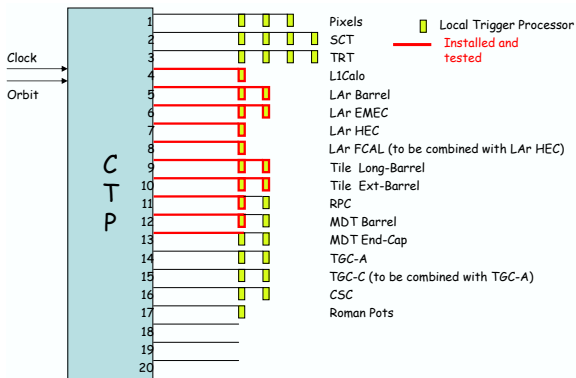 1 Pixels
2 SCT
3 TRT
4 L1Calo
5 LAr Barrel
6 LAr EMEC
7 LAr HEC
8 LAr FCAL (to be combined with LAr HEC)
9 Tile Long-Barrel
10 Tile Ext-Barrel
11 RPC
12 MDT Barrel
13 MDT End-Cap
14 TGC-A
15 TGC-C (to be combined with TGC-A)
16 CSC
17 Roman Pots
18
19
20
Local Trigger Processor
Installed and
tested
Clock
Orbit
C
T
P